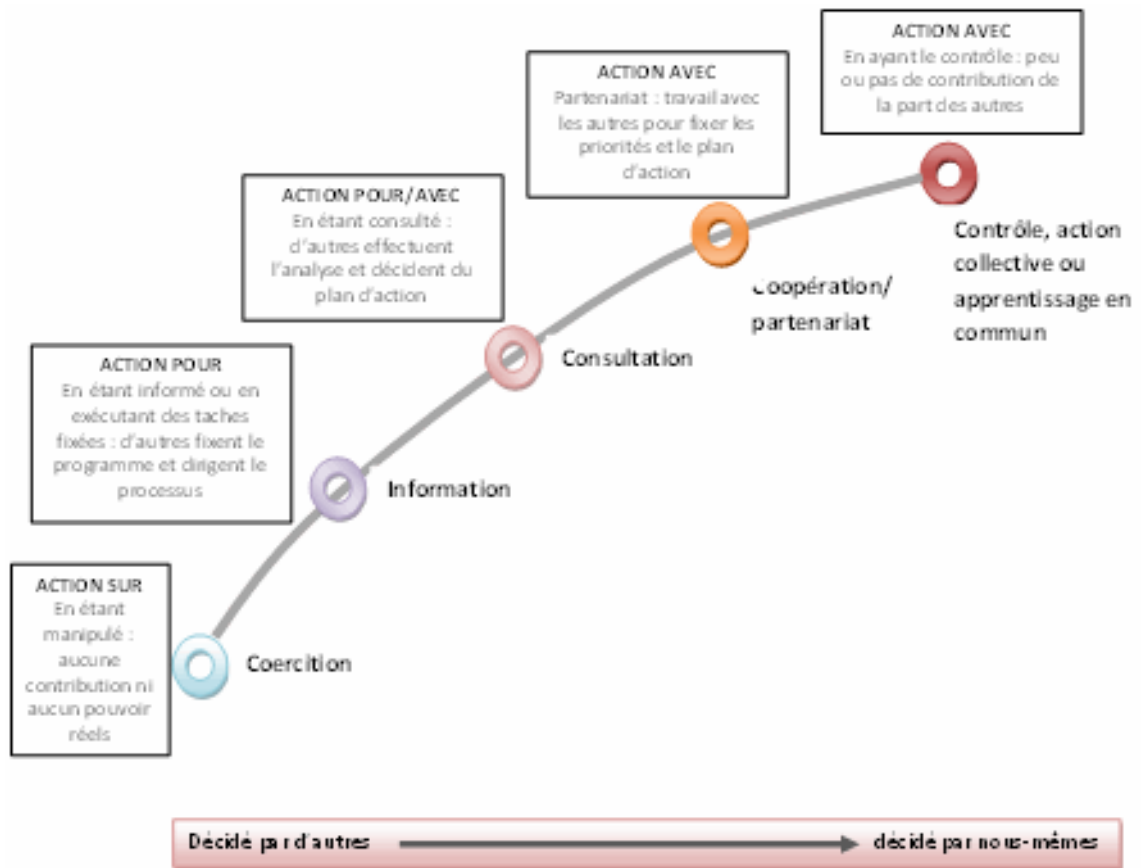 ACTION AVEC
En ayant le contrôle : peu
ou pas de contribution de
la part des autres
ACTION AVEC
Partenariat : travail avec
les autres pour fixer les
priorités et le plan
d'action
ACTION POUR/AVEC
En étant consulté :
d'autres effectuent
l'analyse et décident du
plan d'action
ACTION POUR
En étant informé ou en
exécutant des taches
fixées : d'autres fixent le
programme et dirigent le
processus
ACTION SUR
En étant
manipulé :
aucune
contribution ni
aucun pouvoir
réels
Contrôle, action
collective ou
apprentissage en
commun
Coopération/
partenariat
Consultation
Information
Coercition
Décidé par d'autres
décidé par nous-mêmes